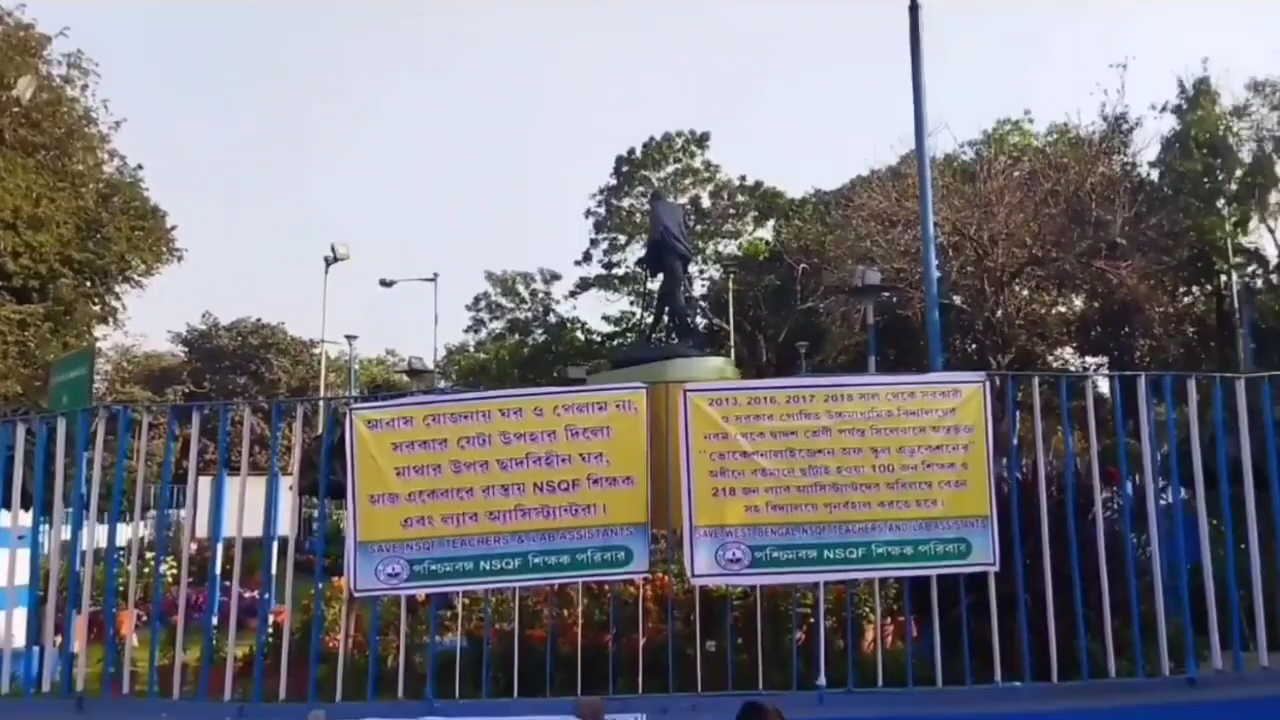 আবাস যোজনায় ঘর ও পেলাম না,
সরকার যেটা উপহার দিলো
মাথার উপর ছাদবিহীন ঘর,
আজ একেবারে রাস্তায় NSQF শিক্ষক
এবং ল্যাব অ্যাসিস্ট্যান্টরা।
SAVE NSQF TEACHERS & LAB ASSISTANTS
পশ্চিমবঙ্গ NSQF শিক্ষক পরিবার
2013, 2016, 2017, 2018 সাল থেকে সরকারী
ও সরকার পোষিত উচ্চমাধ্যমিক বিদ্যালয়ের
নবম থেকে দ্বাদশ শ্রেণী পর্যন্ত সিলেবাসে অন্তর্ভুক্ত
"ভোকেশনালাইজেশন অফ স্কুল এডুকেশনের"
অধীনে বর্তমানে ছাঁটাই হওয়া 100 জন শিক্ষক ও
218 জন ল্যাব অ্যাসিস্ট্যান্টদের অবিলম্বে বেতন
সহ বিদ্যালয়ে পুনর্বহাল করতে হবে।
SAVE WEST BENGAL NSQF TEACHERS AND LAB ASSISTANTS
পশ্চিমবঙ্গ NSQF শিক্ষক পরিবার